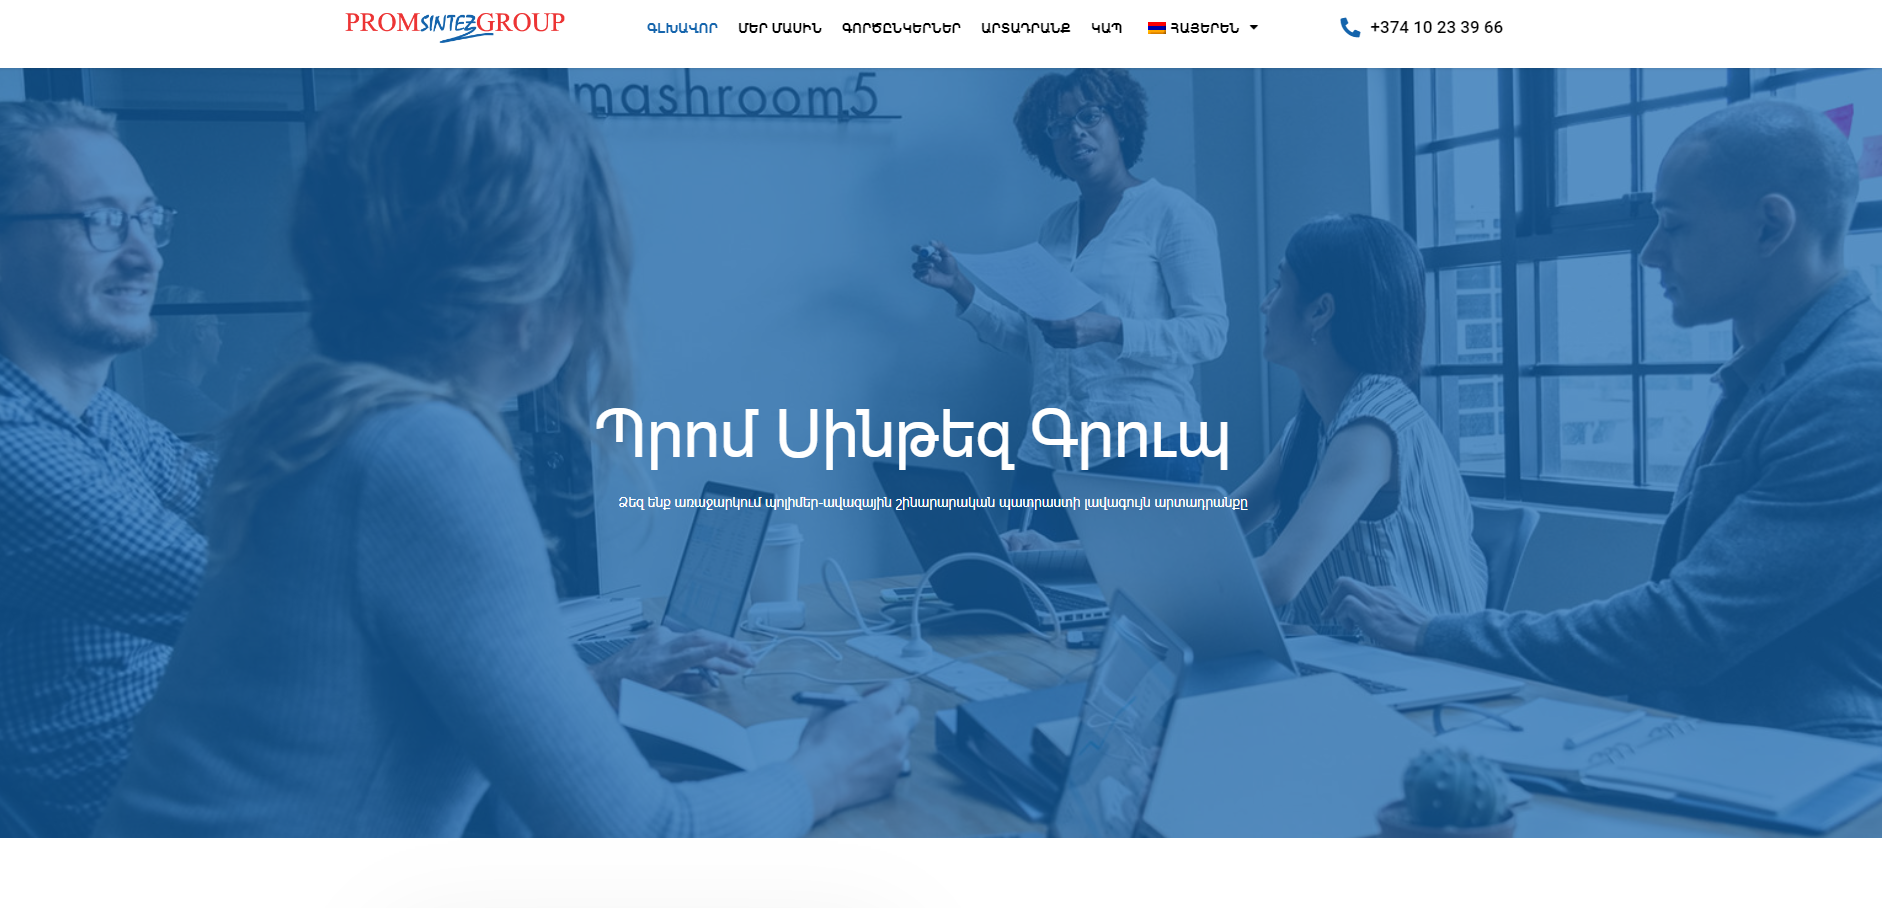 PROMSINTEZGROUP
ԳԼԽԱՎՈՐ ՄԵՐ ՄԱՍԻՆ ԳՈՐԾԸՆԿԵՐՆԵՐ ԱՐՏԱԴՐԱՆՔ ԿԱՊ ՀԱՅԵՐԵՆ
+374 10 23 39 66
mashroom5
Պրոմ Սինթեզ Գրուպ
Ձեզ ենք առաջարկում պոլիմեր-ավազային շինարարական պատրաստի լավագույն արտադրանքը